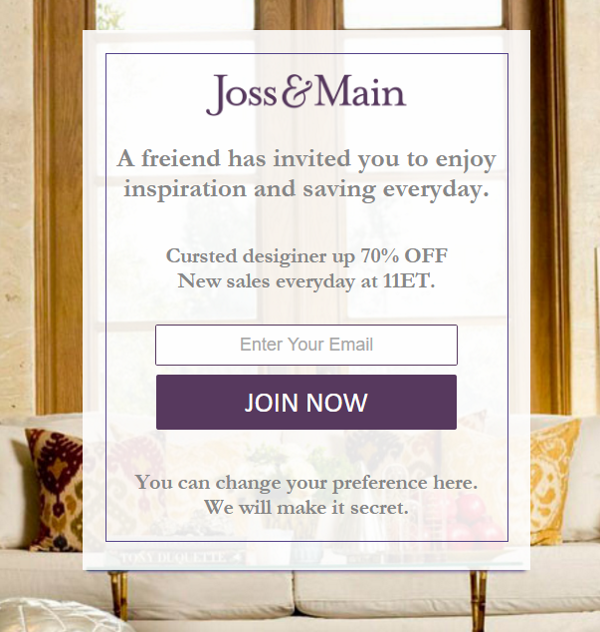 Joss&Main
A freiend has invited you to enjoy
inspiration and saving everyday.
Cursted desiginer up 70% OFF
New sales everyday at 11ET.
Enter Your Email
JOIN NOW
You can change your preference here.
We will make it secret.
TONY DUQUETTE